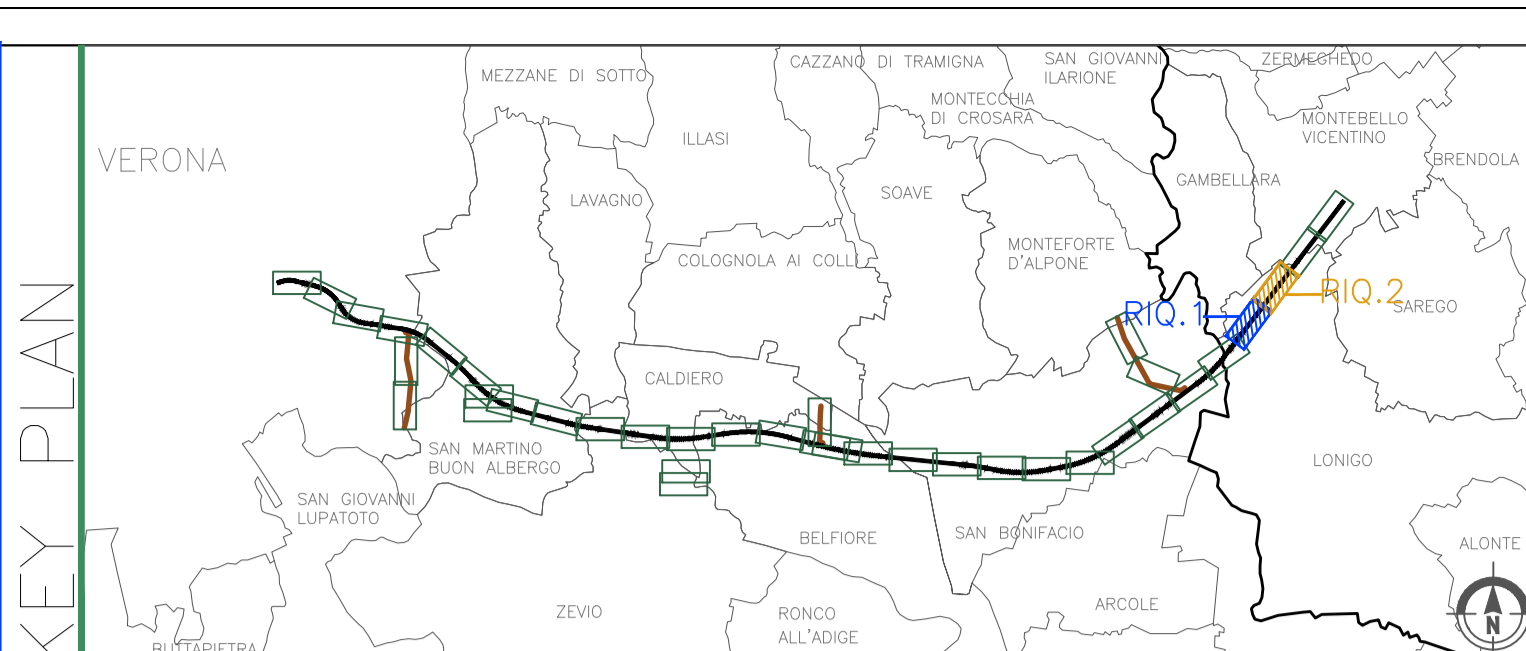 KEY PLAN
MEZZANE DI SOTTO
CAZZANO DI TRAMIGNA
SAN GIOVANNI
ILARIONE
ZERMEGHEDO
MONTECCHIA
DI CROSARA
MONTEBELLO
VICENTINO
VERONA
ILLASI
BRENDOLA
LAVAGNO
SOAVE
GAMBELLARA
MONTEFORTE
D'ALPONE
COLOGNOLA AI COLLI
RIQ.1
RIQ.2
SAREGO
CALDIERO
SAN MARTINO
BUON ALBERGO
LONIGO
SAN GIOVANNI
LUPATOTO
BELFIORE
SAN BONIFACIO
ALONTE
ZEVIO
RONCO
ALL'ADIGE
ARCOLE
N
BUTTAPIETRA